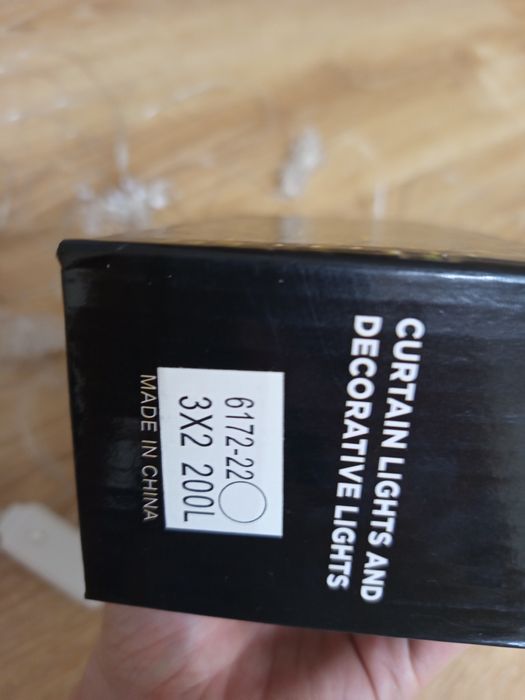 CURTAIN LIGHTS AND
DECORATIVE LIGHTS
6172-22
3X2 200L
MADE IN CHINA